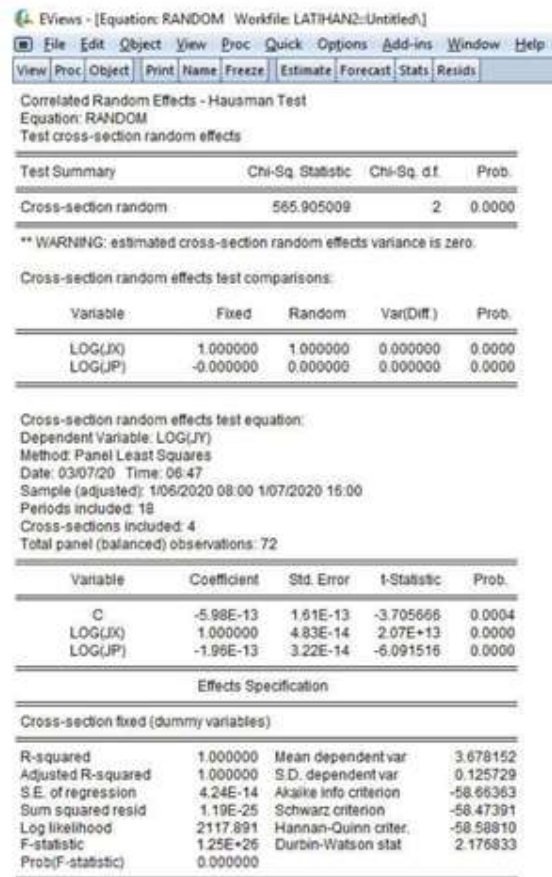 EViews - [Equation: RANDOM Workfile: LATIHAN2::Untitled\]
File Edit Object View Proc Quick Options Add-ins Window Help
View Proc Object Print Name Freeze Estimate Forecast Stats Resids
Correlated Random Effects - Hausman Test
Equation: RANDOM
Test cross-section random effects
Test Summary Chi-Sq. Statistic Chi-Sq. d.f. Prob.
Cross-section random 565.905009 2 0.0000
** WARNING: estimated cross-section random effects variance is zero.
Cross-section random effects test comparisons:
Variable Fixed Random Var(Diff.) Prob.
LOG(JX) 1.000000 1.000000 0.000000 0.0000
LOG(JP) -0.000000 0.000000 0.000000 0.0000
Cross-section random effects test equation:
Dependent Variable: LOG(JY)
Method: Panel Least Squares
Date: 03/07/20 Time: 06:47
Sample (adjusted): 1/06/2020 08:00 1/07/2020 16:00
Periods included: 18
Cross-sections included: 4
Total panel (balanced) observations: 72
Variable Coefficient Std. Error t-Statistic Prob.
C -5.98E-13 1.61E-13 -3.705666 0.0004
LOG(JX) 1.000000 4.83E-14 2.07E+13 0.0000
LOG(JP) -1.96E-13 3.22E-14 -6.091516 0.0000
Effects Specification
Cross-section fixed (dummy variables)
R-squared 1.000000 Mean dependent var 3.678152
Adjusted R-squared 1.000000 S.D. dependent var 0.125729
S.E. of regression 4.24E-14 Akaike info criterion -58.66363
Sum squared resid 1.19E-25 Schwarz criterion -58.47391
Log likelihood 2117.891 Hannan-Quinn criter. -58.58810
F-statistic 1.25E+26 Durbin-Watson stat 2.176833
Prob(F-statistic) 0.000000